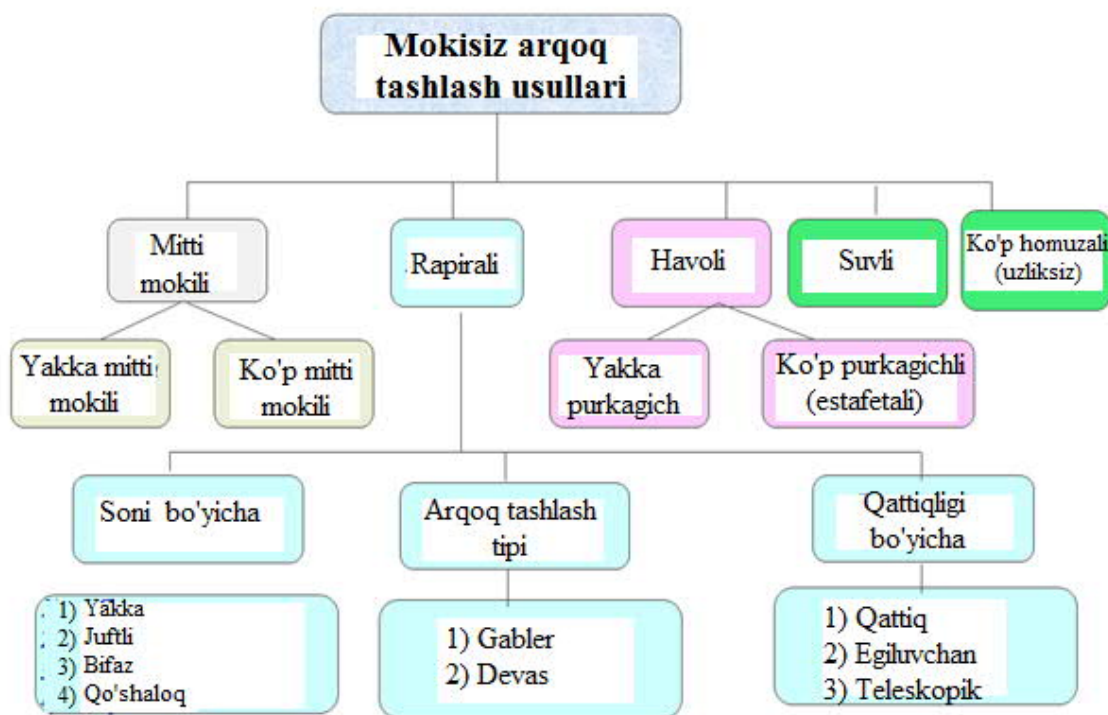 Mokisiz arqoq
tashlash usullari
Mitti
mokili
.Rapirali
Havoli
Suvli
Ko'p homuzali
(uzliksiz)
Yakka mitti
mokili
Ko'p mitti
mokili
Yakka
purkagich
Ko'p purkagichli
(estafetali)
Soni bo'yicha
Arqoq tashlash
tipi
Qattiqligi
bo'yicha
1) Yakka
2) Juftli
3) Bifaz
4) Qo'shaloq
1) Gabler
2) Devas
1) Qattiq
2) Egiluvchan
3) Teleskopik